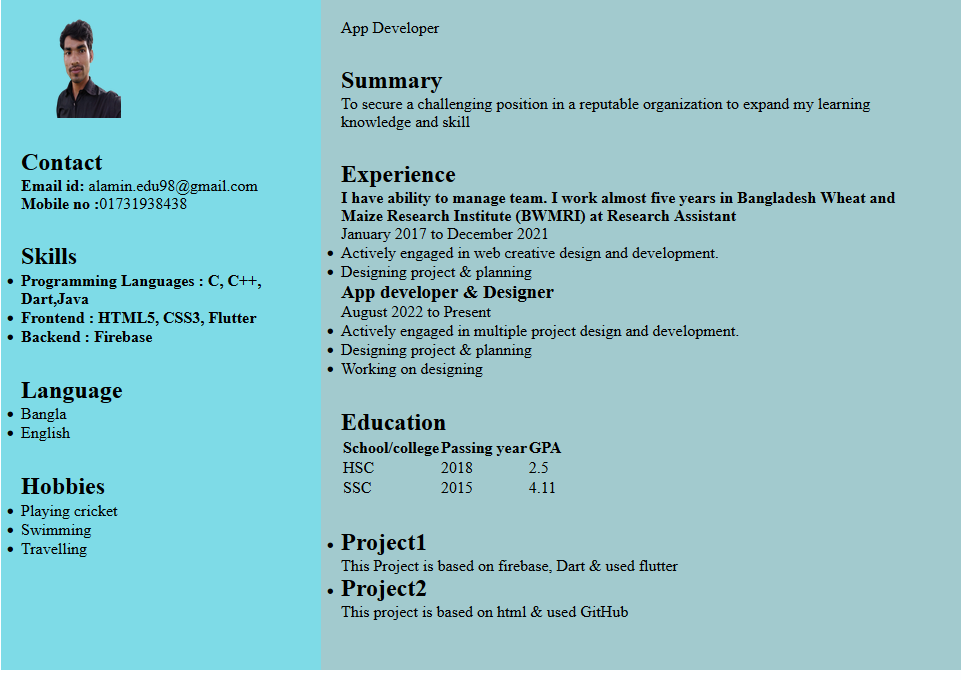 Contact
Email id: alamin.edu98@gmail.com
Mobile no :01731938438
Skills
• Programming Languages : C, C++,
Dart,Java
• Frontend : HTML5, CSS3, Flutter
• Backend : Firebase
Language
• Bangla
• English
Hobbies
• Playing cricket
• Swimming
• Travelling
App Developer
Summary
To secure a challenging position in a reputable organization to expand my learning
knowledge and skill
Experience
I have ability to manage team. I work almost five years in Bangladesh Wheat and
Maize Research Institute (BWMRI) at Research Assistant
January 2017 to December 2021
• Actively engaged in web creative design and development.
• Designing project & planning
App developer & Designer
August 2022 to Present
• Actively engaged in multiple project design and development.
• Designing project & planning
• Working on designing
Education
School/college Passing year GPA
HSC 2018 2.5
SSC 2015 4.11
• Project1
This Project is based on firebase, Dart & used flutter
• Project2
This project is based on html & used GitHub